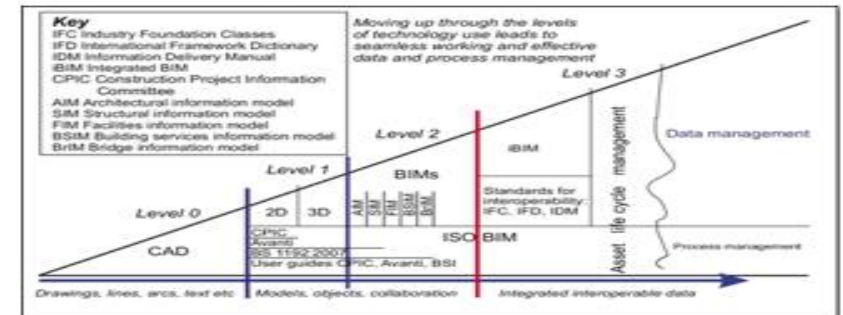 Key
IFC Industry Foundation Classes
IFD International Framework Dictionary
IDM Information Delivery Manual
iBIM Integrated BIM
CPIC Construction Project Information
Committee
AIM Architectural information model
SIM Structural information model
FIM Facilities information model
BSIM Building services information model
BrIM Bridge information model
Moving up through the levels
of technology use leads to
seamless working and effective
data and process management
Level 3
Level 2
Level 1
Level 0
CAD
2D
3D
BIMs
AIM
SIM
FIM
BSIM
BrIM
iBIM
Standards for
interoperability:
IFC, IFD, IDM
CPIC
Avanti
BS 1192:2007
User guides CPIC, Avanti, BSI
ISO BIM
Asset life cycle management
Data management
Process management
Drawings, lines, arcs, text etc
Models, objects, collaboration
Integrated interoperable data